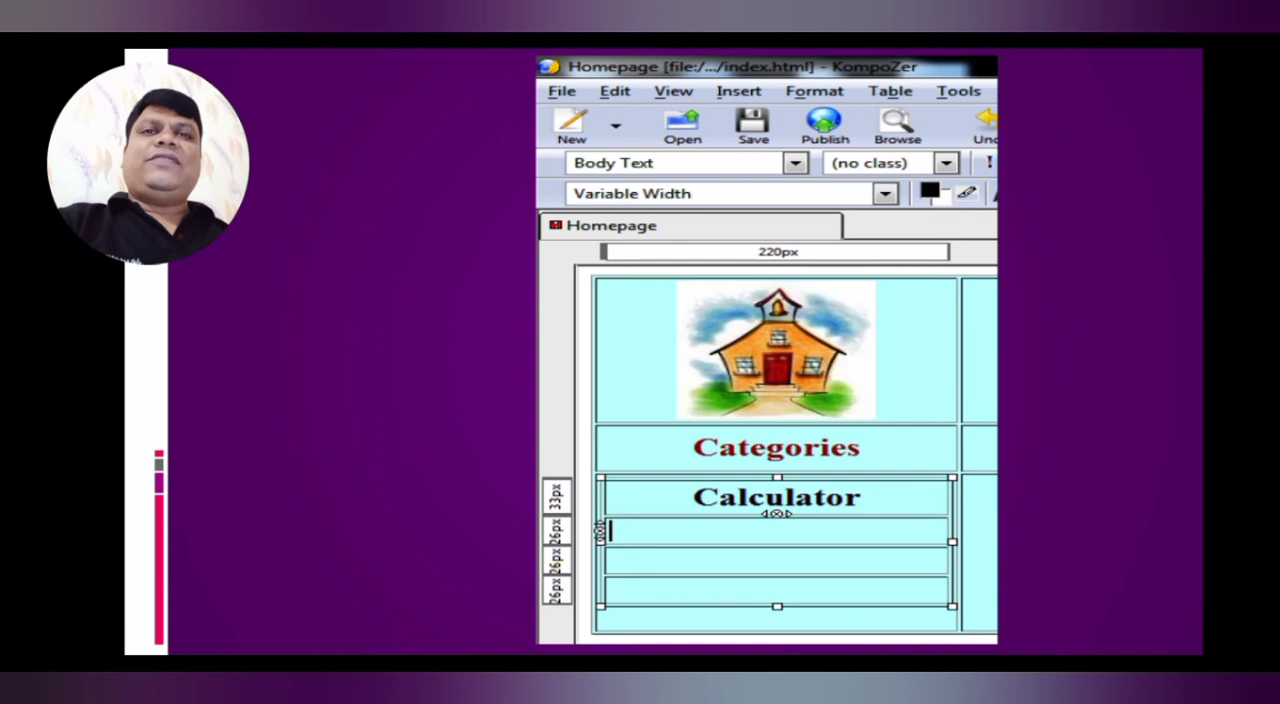 Homepage [file:/.../index.html] - KompoZer
File Edit View Insert Format Table Tools
New Open Save Publish Browse
Body Text (no class) !
Variable Width
Homepage
220px
Categories
33px
Calculator
26px
26px
26px